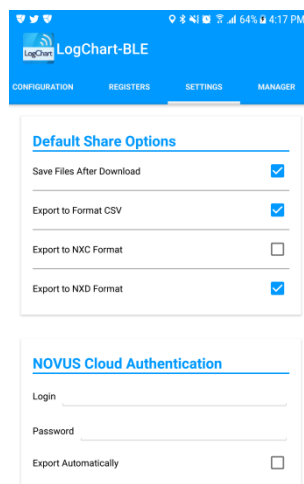 64% 4:17 PM
LogChart LogChart-BLE
CONFIGURATION REGISTERS SETTINGS MANAGER
Default Share Options
Save Files After Download
Export to Format CSV
Export to NXC Format
Export to NXD Format
NOVUS Cloud Authentication
Login
Password
Export Automatically